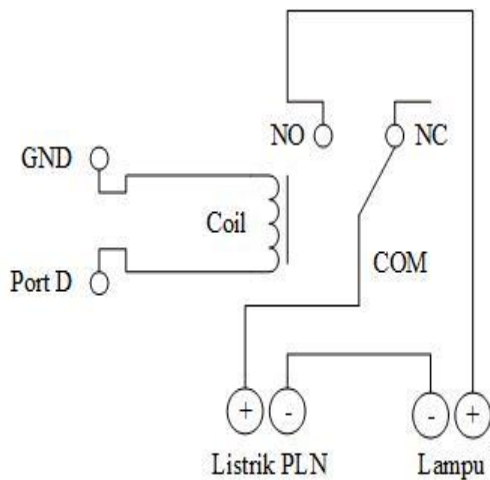 NO
NC
GND
Coil
COM
Port D
+ - - +
Listrik PLN Lampu